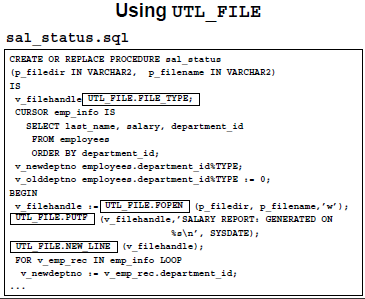 Using UTL_FILE
sal_status.sql
CREATE OR REPLACE PROCEDURE sal_status
(p_filedir IN VARCHAR2, p_filename IN VARCHAR2)
IS
v_filehandle UTL_FILE.FILE_TYPE;
CURSOR emp_info IS
SELECT last_name, salary, department_id
FROM employees
ORDER BY department_id;
v_newdeptno employees.department_id%TYPE;
v_olddeptno employees.department_id%TYPE := 0;
BEGIN
v_filehandle := UTL_FILE.FOPEN (p_filedir, p_filename,'w');
UTL_FILE.PUTF (v_filehandle,'SALARY REPORT: GENERATED ON
%s\n', SYSDATE);
UTL_FILE.NEW_LINE (v_filehandle);
FOR v_emp_rec IN emp_info LOOP
v_newdeptno := v_emp_rec.department_id;
...